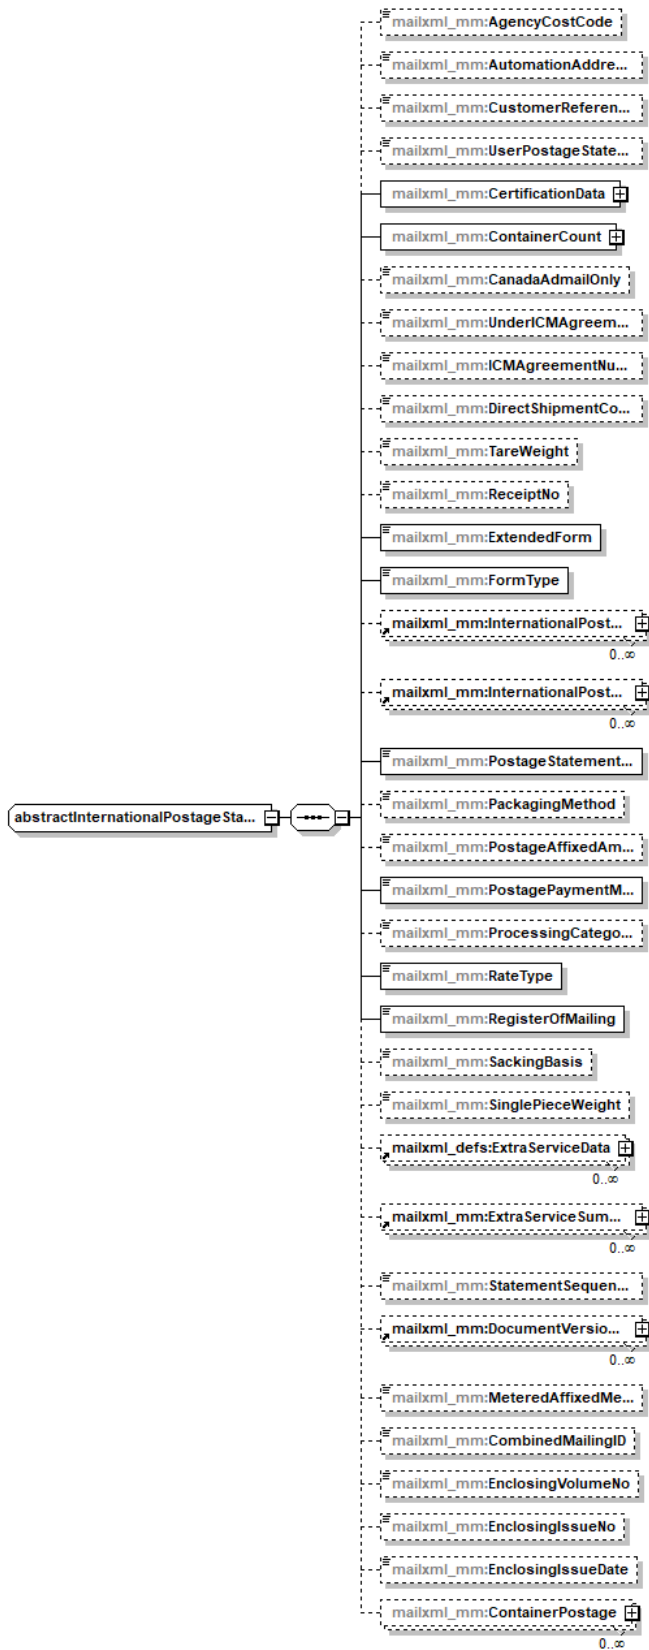 mailxml_mm:AgencyCostCode
mailxml_mm:AutomationAddre...
mailxml_mm:CustomerReferen...
mailxml_mm:UserPostageState...
mailxml_mm:CertificationData
mailxml_mm:ContainerCount
mailxml_mm:CanadaAdmailOnly
mailxml_mm:UnderICMAgreem...
mailxml_mm:ICMAgreementNu...
mailxml_mm:DirectShipmentCo...
mailxml_mm:TareWeight
mailxml_mm:ReceiptNo
mailxml_mm:ExtendedForm
mailxml_mm:FormType
mailxml_mm:InternationalPost...
0..∞
mailxml_mm:InternationalPost...
0..∞
mailxml_mm:PostageStatement...
abstractInternationalPostageSta...
mailxml_mm:PackagingMethod
mailxml_mm:PostageAffixedAm...
mailxml_mm:PostagePaymentM...
mailxml_mm:ProcessingCatego...
mailxml_mm:RateType
mailxml_mm:RegisterOfMailing
mailxml_mm:SackingBasis
mailxml_mm:SinglePieceWeight
mailxml_defs:ExtraServiceData
0..∞
mailxml_mm:ExtraServiceSum...
0..∞
mailxml_mm:StatementSequen...
mailxml_mm:DocumentVersio...
0..∞
mailxml_mm:MeteredAffixedMe...
mailxml_mm:CombinedMailingID
mailxml_mm:EnclosingVolumeNo
mailxml_mm:EnclosingIssueNo
mailxml_mm:EnclosingIssueDate
mailxml_mm:ContainerPostage
0..∞